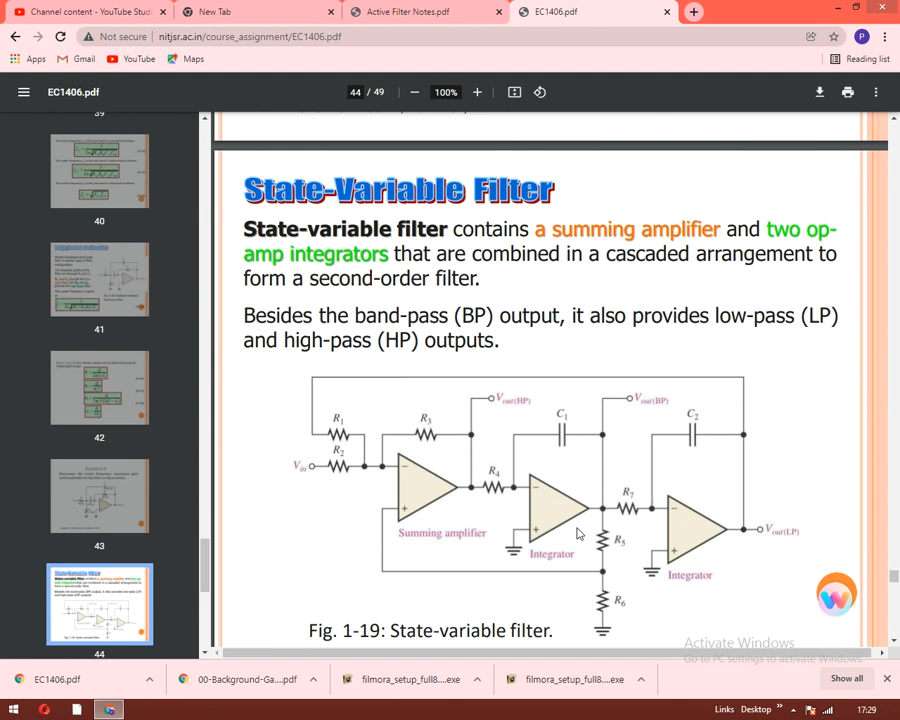 Channel content - YouTube Studi
New Tab
Active Filter Notes.pdf
EC1406.pdf
Not secure nitjsr.ac.in/course_assignment/EC1406.pdf
P
Apps Gmail YouTube Maps Reading list
EC1406.pdf 44 / 49 100%
39
40
41
42
43
44
State-Variable Filter
State-variable filter contains a summing amplifier and two op-
amp integrators that are combined in a cascaded arrangement to
form a second-order filter.
Besides the band-pass (BP) output, it also provides low-pass (LP)
and high-pass (HP) outputs.
Vout(HP) Vout(BP)
R1 R3 C1 C2
R2
Vin
R4 R7
Vout(LP)
Summing amplifier R5
Integrator
Integrator
R6
Fig. 1-19: State-variable filter.
Activate Windows
Go to PC settings to activate Windows.
EC1406.pdf 00-Background-Ga....pdf filmora_setup_full8....exe filmora_setup_full8....exe Show all
Links Desktop 17:29